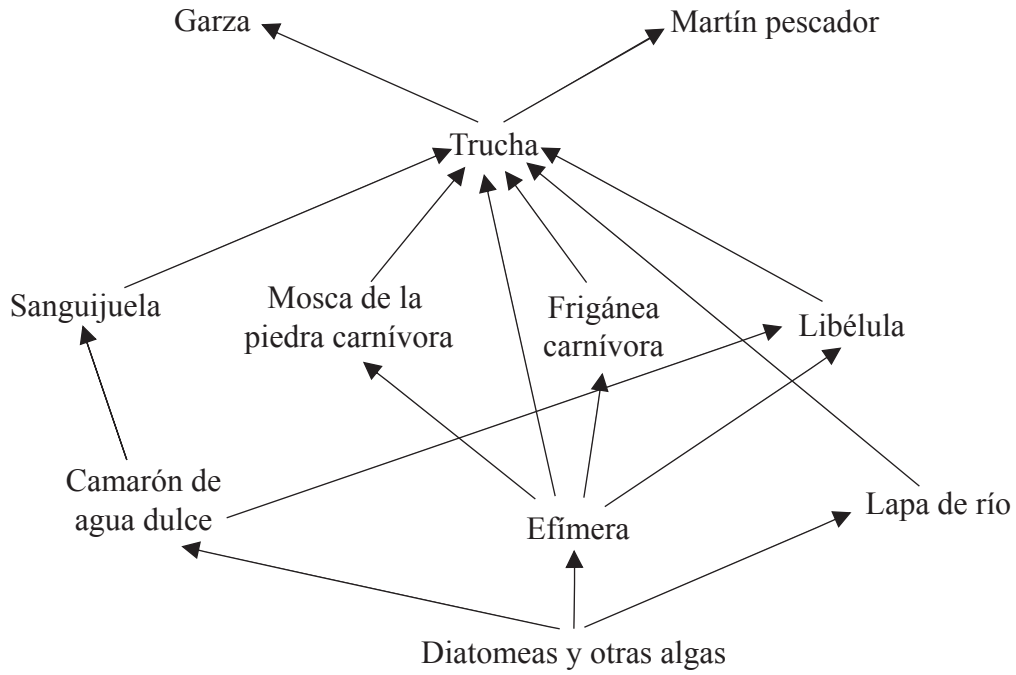 Garza
Martín pescador
Trucha
Sanguijuela
Mosca de la
piedra carnívora
Frigánea
carnívora
Libélula
Camarón de
agua dulce
Efímera
Lapa de río
Diatomeas y otras algas